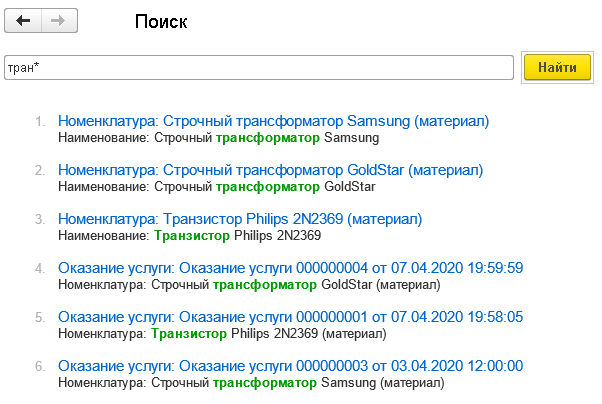 Поиск
тран*
Найти
1. Номенклатура: Строчный трансформатор Samsung (материал)
Наименование: Строчный трансформатор Samsung
2. Номенклатура: Строчный трансформатор GoldStar (материал)
Наименование: Строчный трансформатор GoldStar
3. Номенклатура: Транзистор Philips 2N2369 (материал)
Наименование: Транзистор Philips 2N2369
4. Оказание услуги: Оказание услуги 000000004 от 07.04.2020 19:59:59
Номенклатура: Строчный трансформатор GoldStar (материал)
5. Оказание услуги: Оказание услуги 000000001 от 07.04.2020 19:58:05
Номенклатура: Транзистор Philips 2N2369 (материал)
6. Оказание услуги: Оказание услуги 000000003 от 03.04.2020 12:00:00
Номенклатура: Строчный трансформатор Samsung (материал)